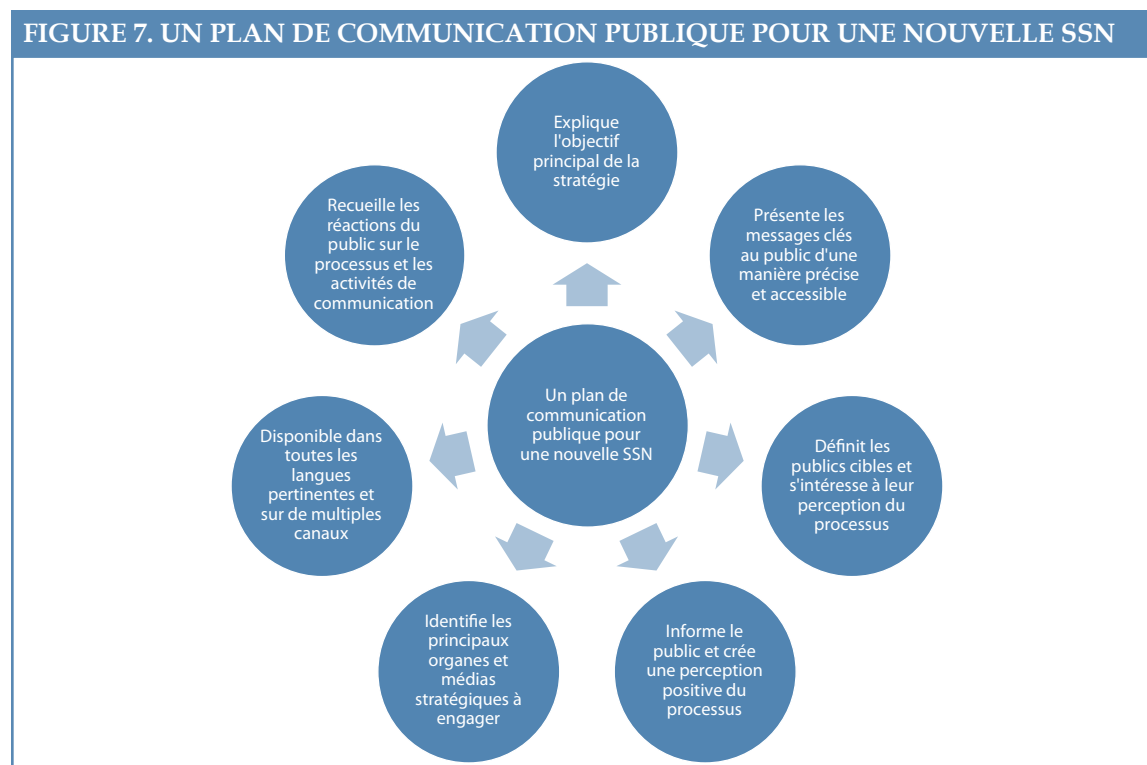 FIGURE 7. UN PLAN DE COMMUNICATION PUBLIQUE POUR UNE NOUVELLE SSN
Explique
l'objectif
principal de la
stratégie
Présente les
messages clés
au public d'une
manière précise
et accessible
Définit les
publics cibles et
s'intéresse à leur
perception du
processus
Informe le
public et crée
une perception
positive du
processus
Identifie les
principaux
organes et
médias
stratégiques à
engager
Disponible dans
toutes les
langues
pertinentes et
sur de multiples
canaux
Recueille les
réactions du
public sur le
processus et les
activités de
communication
Un plan de
communication
publique pour
une nouvelle SSN